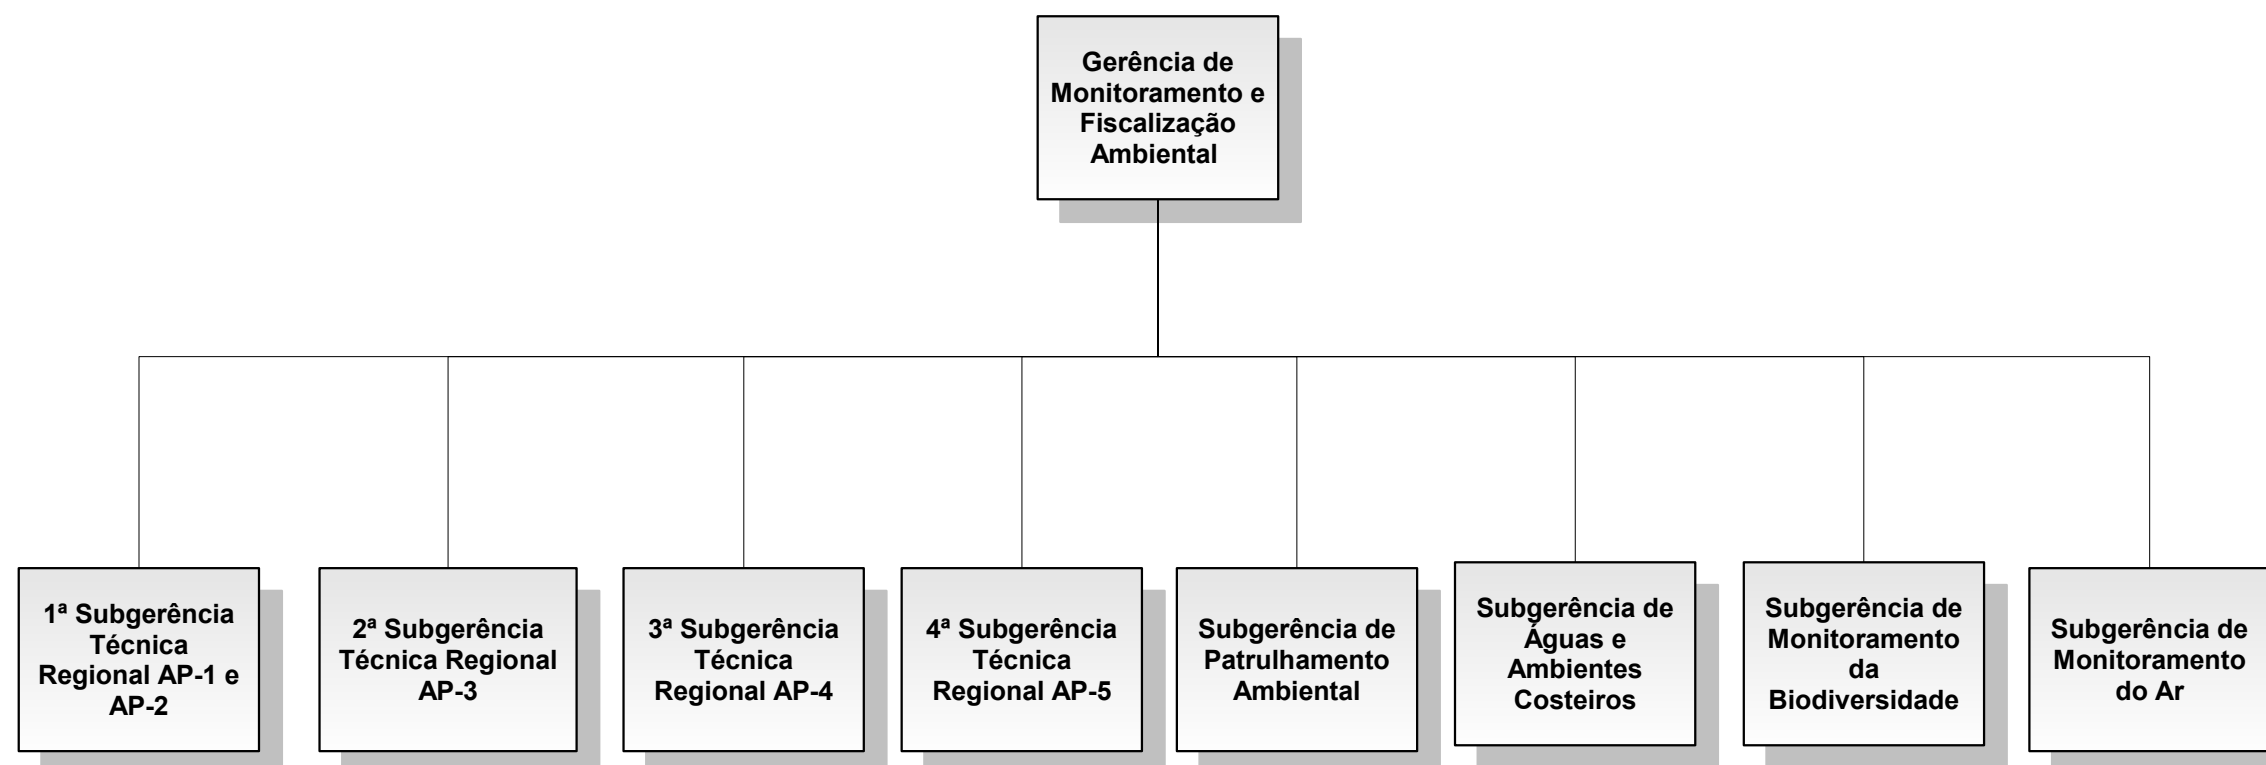 Gerência de
Monitoramento e
Fiscalização
Ambiental
1ª Subgerência
Técnica
Regional AP-1 e
AP-2
2ª Subgerência
Técnica Regional
AP-3
3ª Subgerência
Técnica
Regional AP-4
4ª Subgerência
Técnica
Regional AP-5
Subgerência de
Patrulhamento
Ambiental
Subgerência de
Águas e
Ambientes
Costeiros
Subgerência de
Monitoramento
da
Biodiversidade
Subgerência de
Monitoramento
do Ar